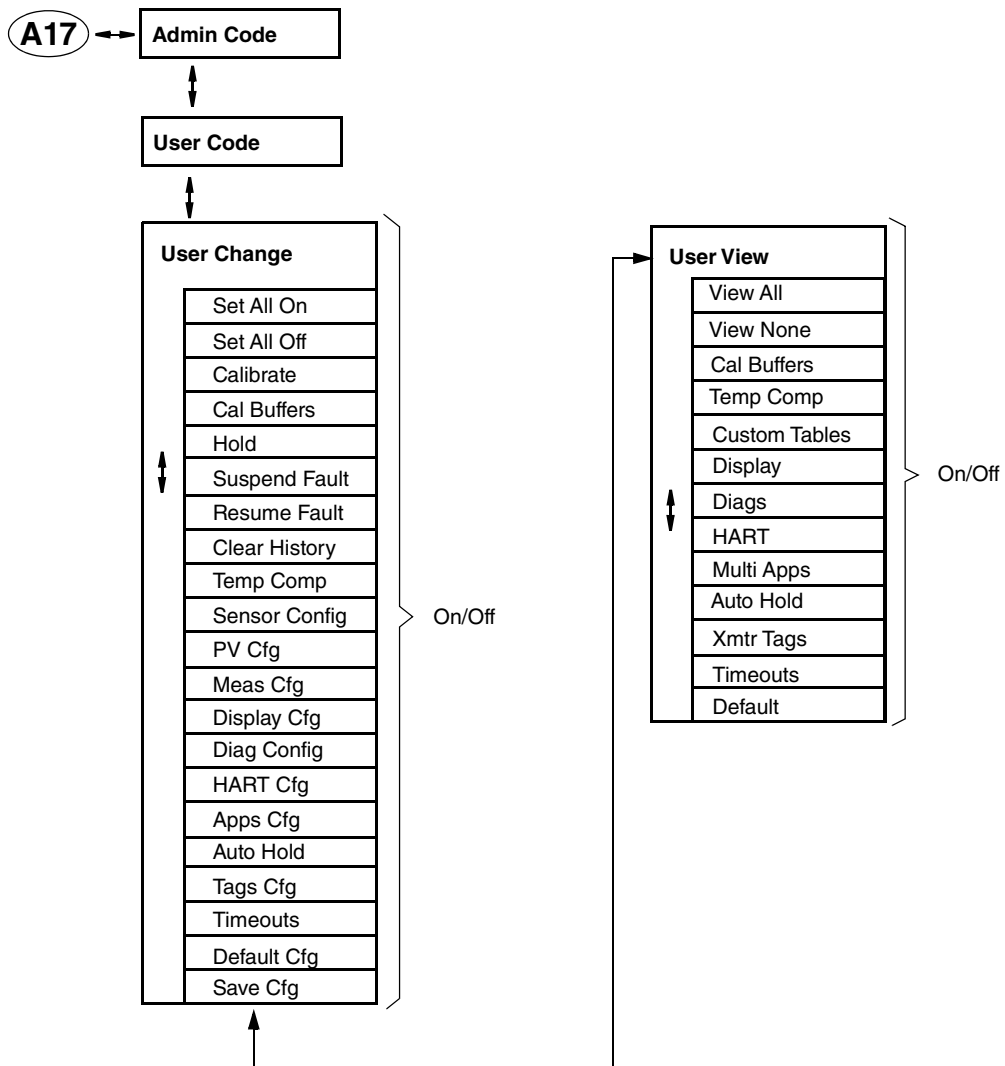 A17
Admin Code
User Code
User Change
Set All On
Set All Off
Calibrate
Cal Buffers
Hold
Suspend Fault
Resume Fault
Clear History
Temp Comp
Sensor Config
PV Cfg
Meas Cfg
Display Cfg
Diag Config
HART Cfg
Apps Cfg
Auto Hold
Tags Cfg
Timeouts
Default Cfg
Save Cfg
On/Off
User View
View All
View None
Cal Buffers
Temp Comp
Custom Tables
Display
Diags
HART
Multi Apps
Auto Hold
Xmtr Tags
Timeouts
Default
On/Off